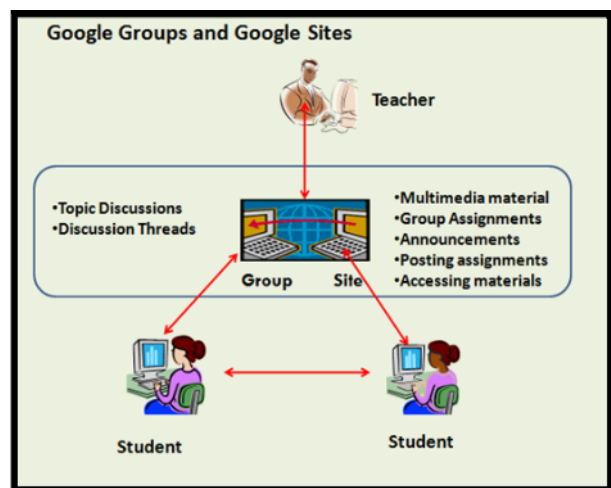 Google Groups and Google Sites
Teacher
•Topic Discussions
•Discussion Threads
•Multimedia material
•Group Assignments
•Announcements
•Posting assignments
•Accessing materials
Group Site
Student
Student